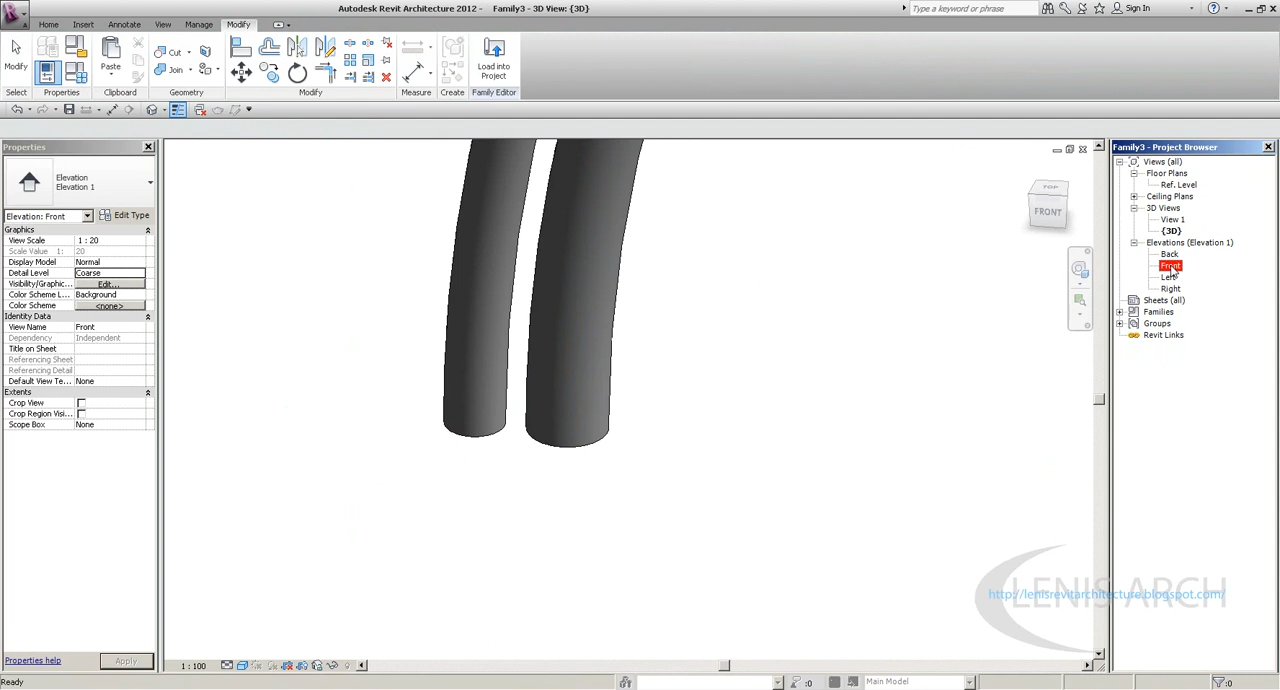 Autodesk Revit Architecture 2012 - Family3 - 3D View: {3D}
Type a keyword or phrase
Sign In
Home Insert Annotate View Manage Modify
Modify
Cut
Join
Paste
Load into
Project
Select Properties Clipboard Geometry Modify Measure Create Family Editor
Properties
Elevation
Elevation 1
Elevation: Front
Edit Type
Graphics
View Scale 1 : 20
Scale Value 1: 20
Display Model Normal
Detail Level Coarse
Visibility/Graphic... Edit...
Color Scheme L... Background
Color Scheme <none>
Identity Data
View Name Front
Dependency Independent
Title on Sheet
Referencing Sheet
Referencing Detail
Default View Te... None
Extents
Crop View
Crop Region Visi...
Scope Box None
Properties help
Apply
TOP
FRONT
Family3 - Project Browser
Views (all)
Floor Plans
Ref. Level
Ceiling Plans
3D Views
View 1
{3D}
Elevations (Elevation 1)
Back
Front
Left
Right
Sheets (all)
Families
Groups
Revit Links
LENIS ARCH
http://lenisrevitarchitecture.blogspot.com/
1 : 100
Ready
:0
Main Model
:0